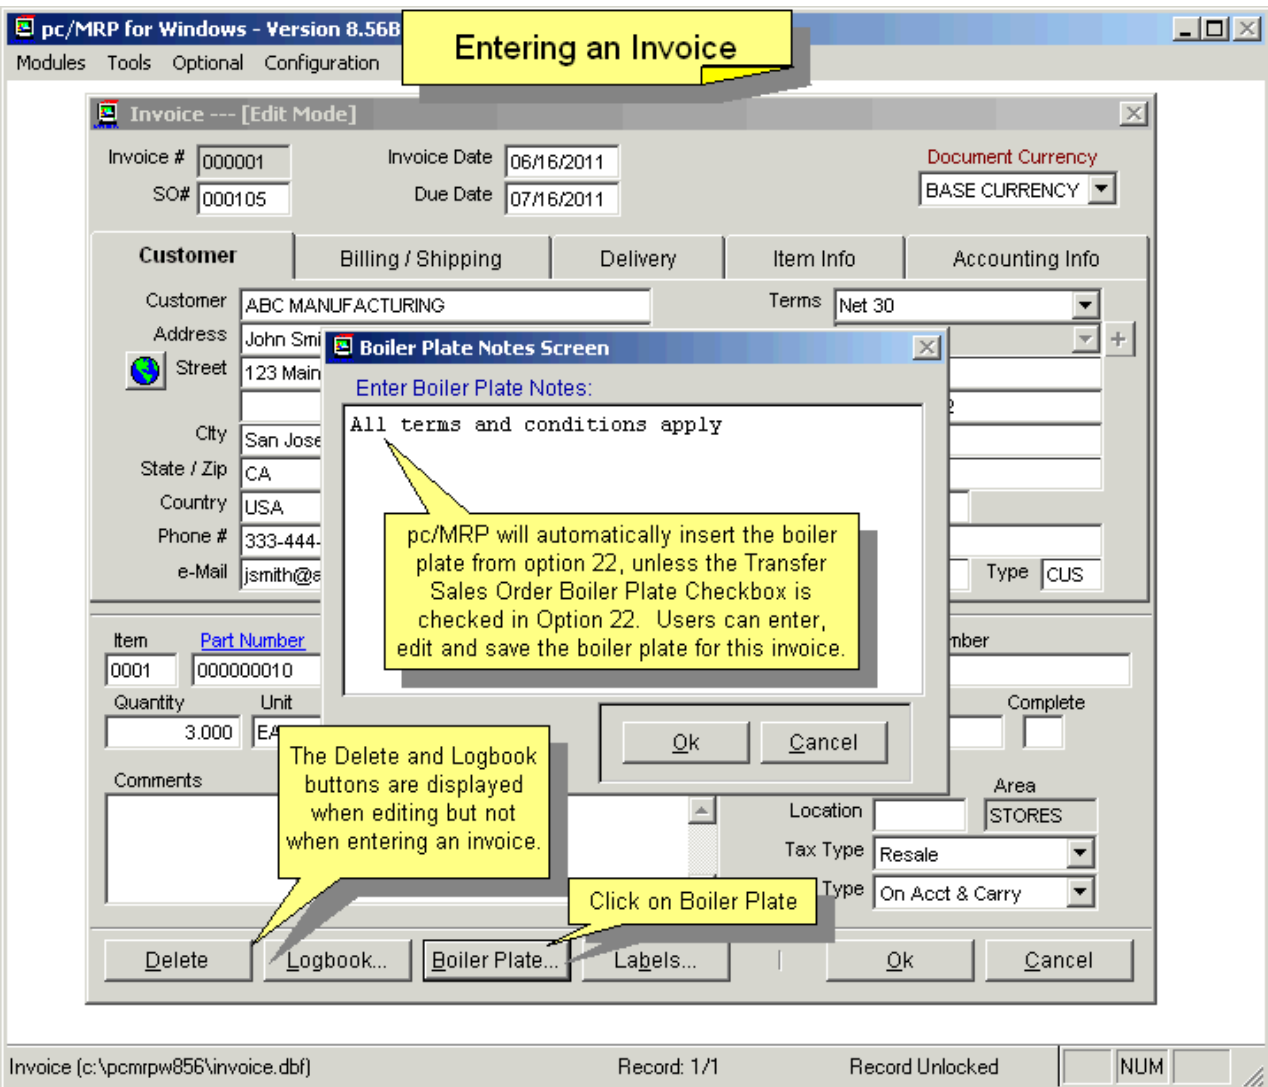 pc/MRP for Windows - Version 8.56B
Entering an Invoice
Modules Tools Optional Configuration
Invoice --- [Edit Mode]
Invoice # 000001 Invoice Date 06/16/2011 Document Currency
SO# 000105 Due Date 07/16/2011 BASE CURRENCY
Customer Billing / Shipping Delivery Item Info Accounting Info
Customer ABC MANUFACTURING Terms Net 30
Address John Smi
Street 123 Main
City San Jose
State / Zip CA
Country USA
Phone # 333-444-
e-Mail jsmith@a Type CUS
Boiler Plate Notes Screen
Enter Boiler Plate Notes:
All terms and conditions apply
pc/MRP will automatically insert the boiler
plate from option 22, unless the Transfer
Sales Order Boiler Plate Checkbox is
checked in Option 22. Users can enter,
edit and save the boiler plate for this invoice.
Ok Cancel
Item Part Number mber
0001 000000010
Quantity Unit Complete
3.000 EA
The Delete and Logbook
buttons are displayed
when editing but not
when entering an invoice.
Comments Area
Location STORES
Tax Type Resale
Type On Acct & Carry
Click on Boiler Plate
Delete Logbook... Boiler Plate... Labels... Ok Cancel
Invoice (c:\pcmrpw856\invoice.dbf) Record: 1/1 Record Unlocked NUM